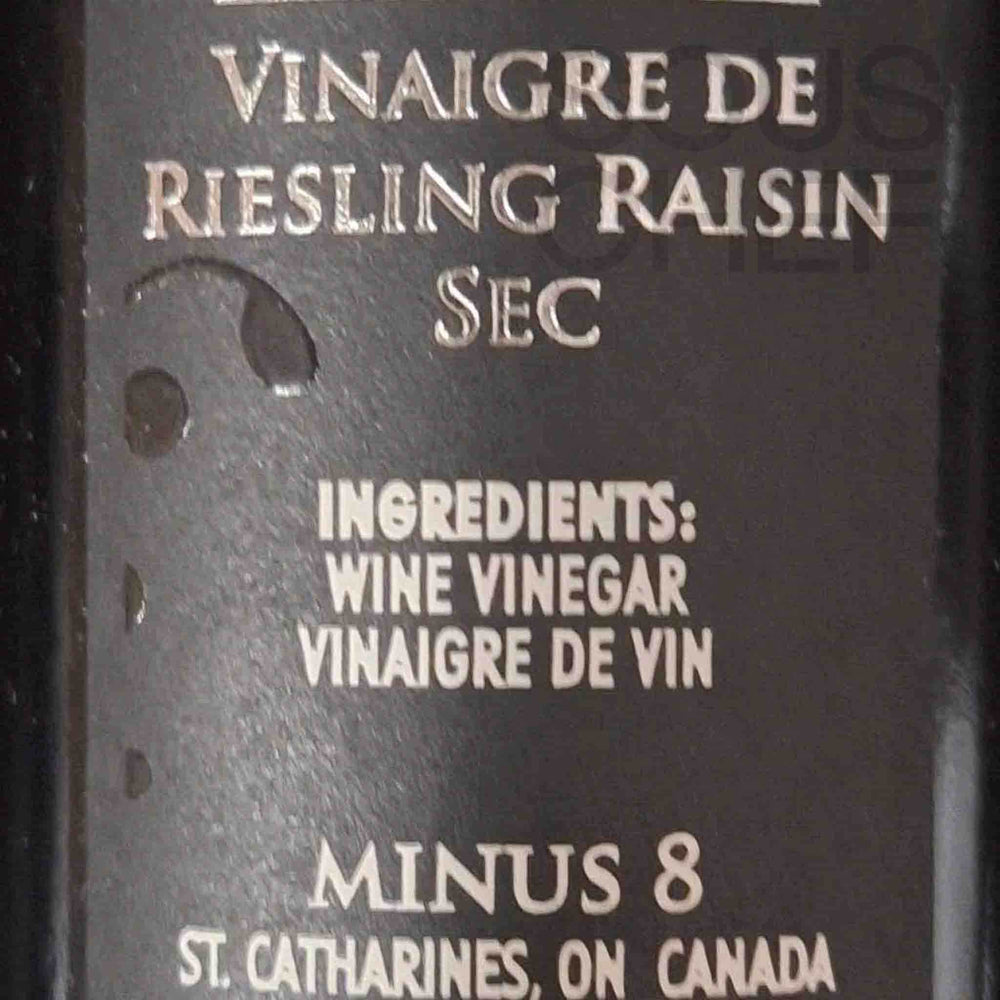 VINAIGRE DE
RIESLING RAISIN
SEC
INGREDIENTS:
WINE VINEGAR
VINAIGRE DE VIN
MINUS 8
ST. CATHARINES, ON CANADA